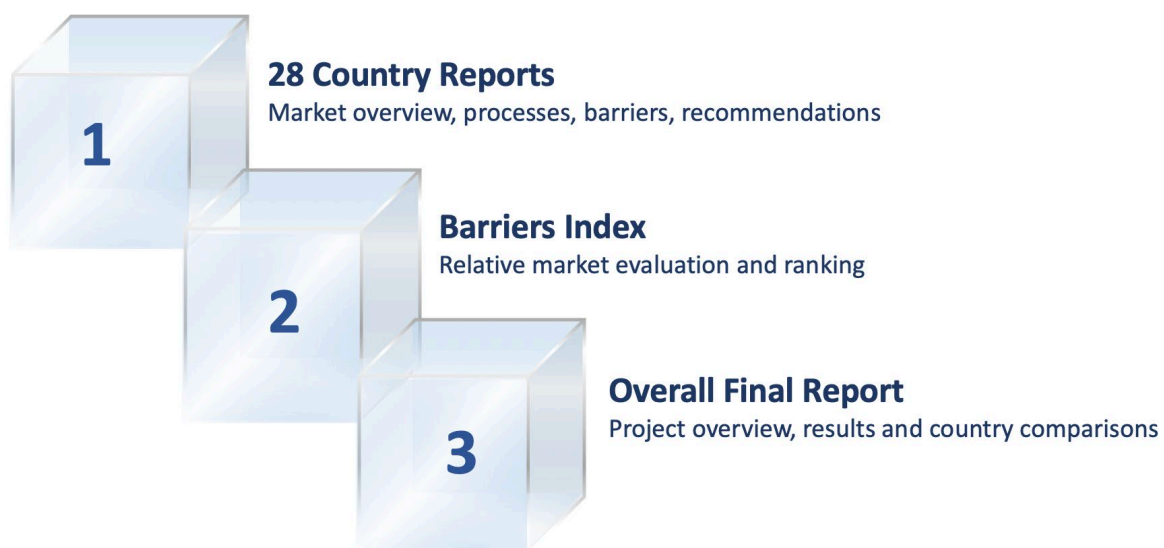 1
28 Country Reports
Market overview, processes, barriers, recommendations
2
Barriers Index
Relative market evaluation and ranking
3
Overall Final Report
Project overview, results and country comparisons